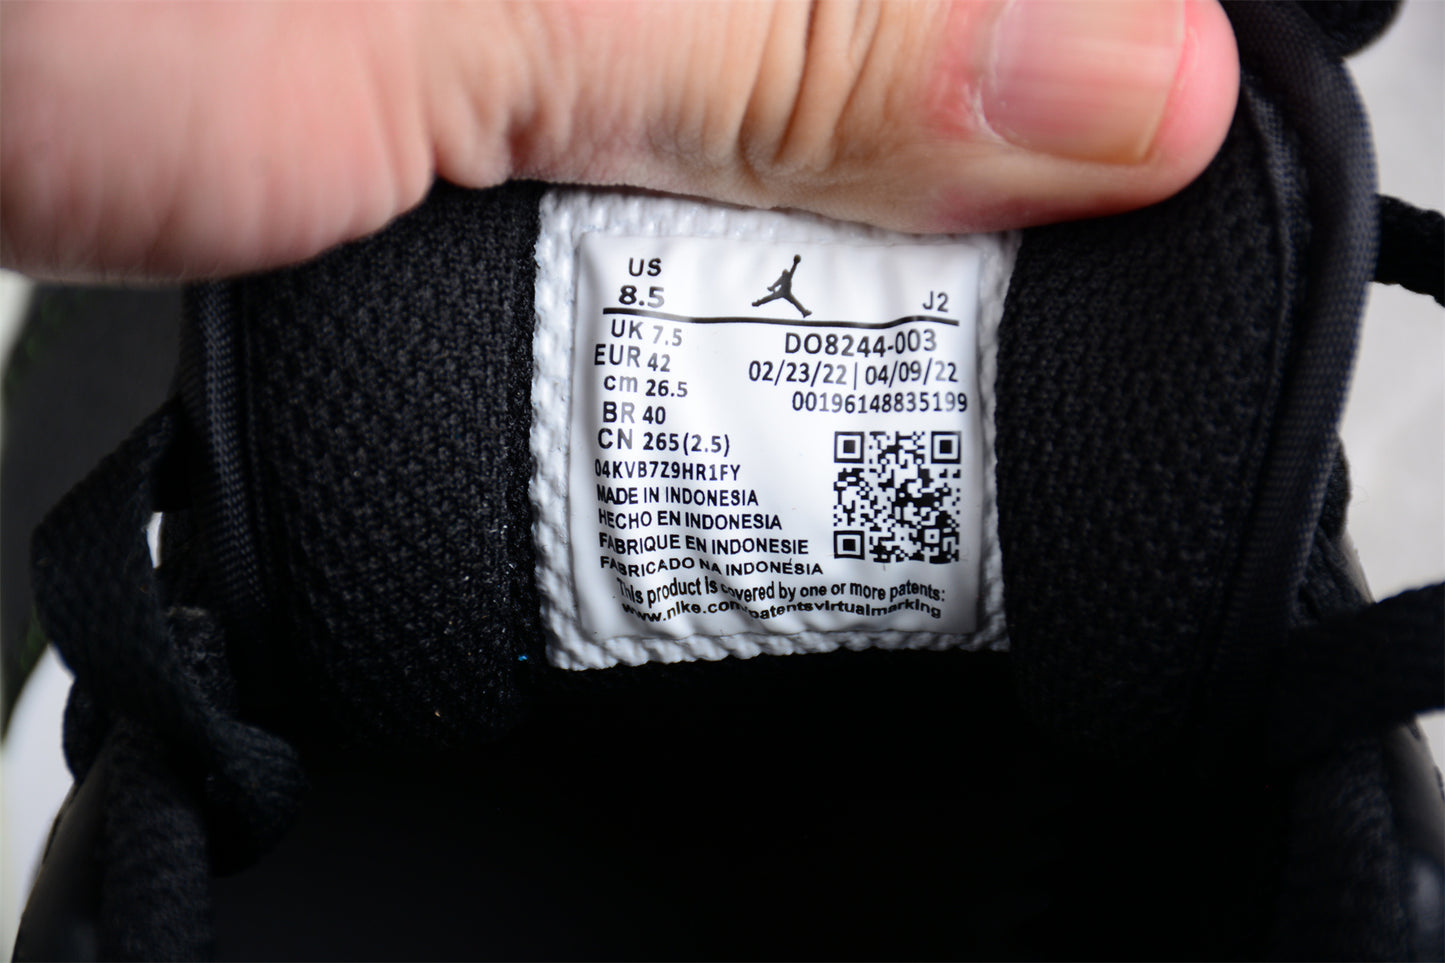 US
8.5
J2
UK 7.5
EUR 42
cm 26.5
BR 40
CN 265(2.5)
DO8244-003
02/23/22|04/09/22
00196148835199
04KVB7Z9HR1FY
MADE IN INDONESIA
HECHO EN INDONESIA
FABRIQUE EN INDONESIE
FABRICADO NA INDONÉSIA
This product is covered by one or more patents:
www.nike.com/patentsvirtualmarking